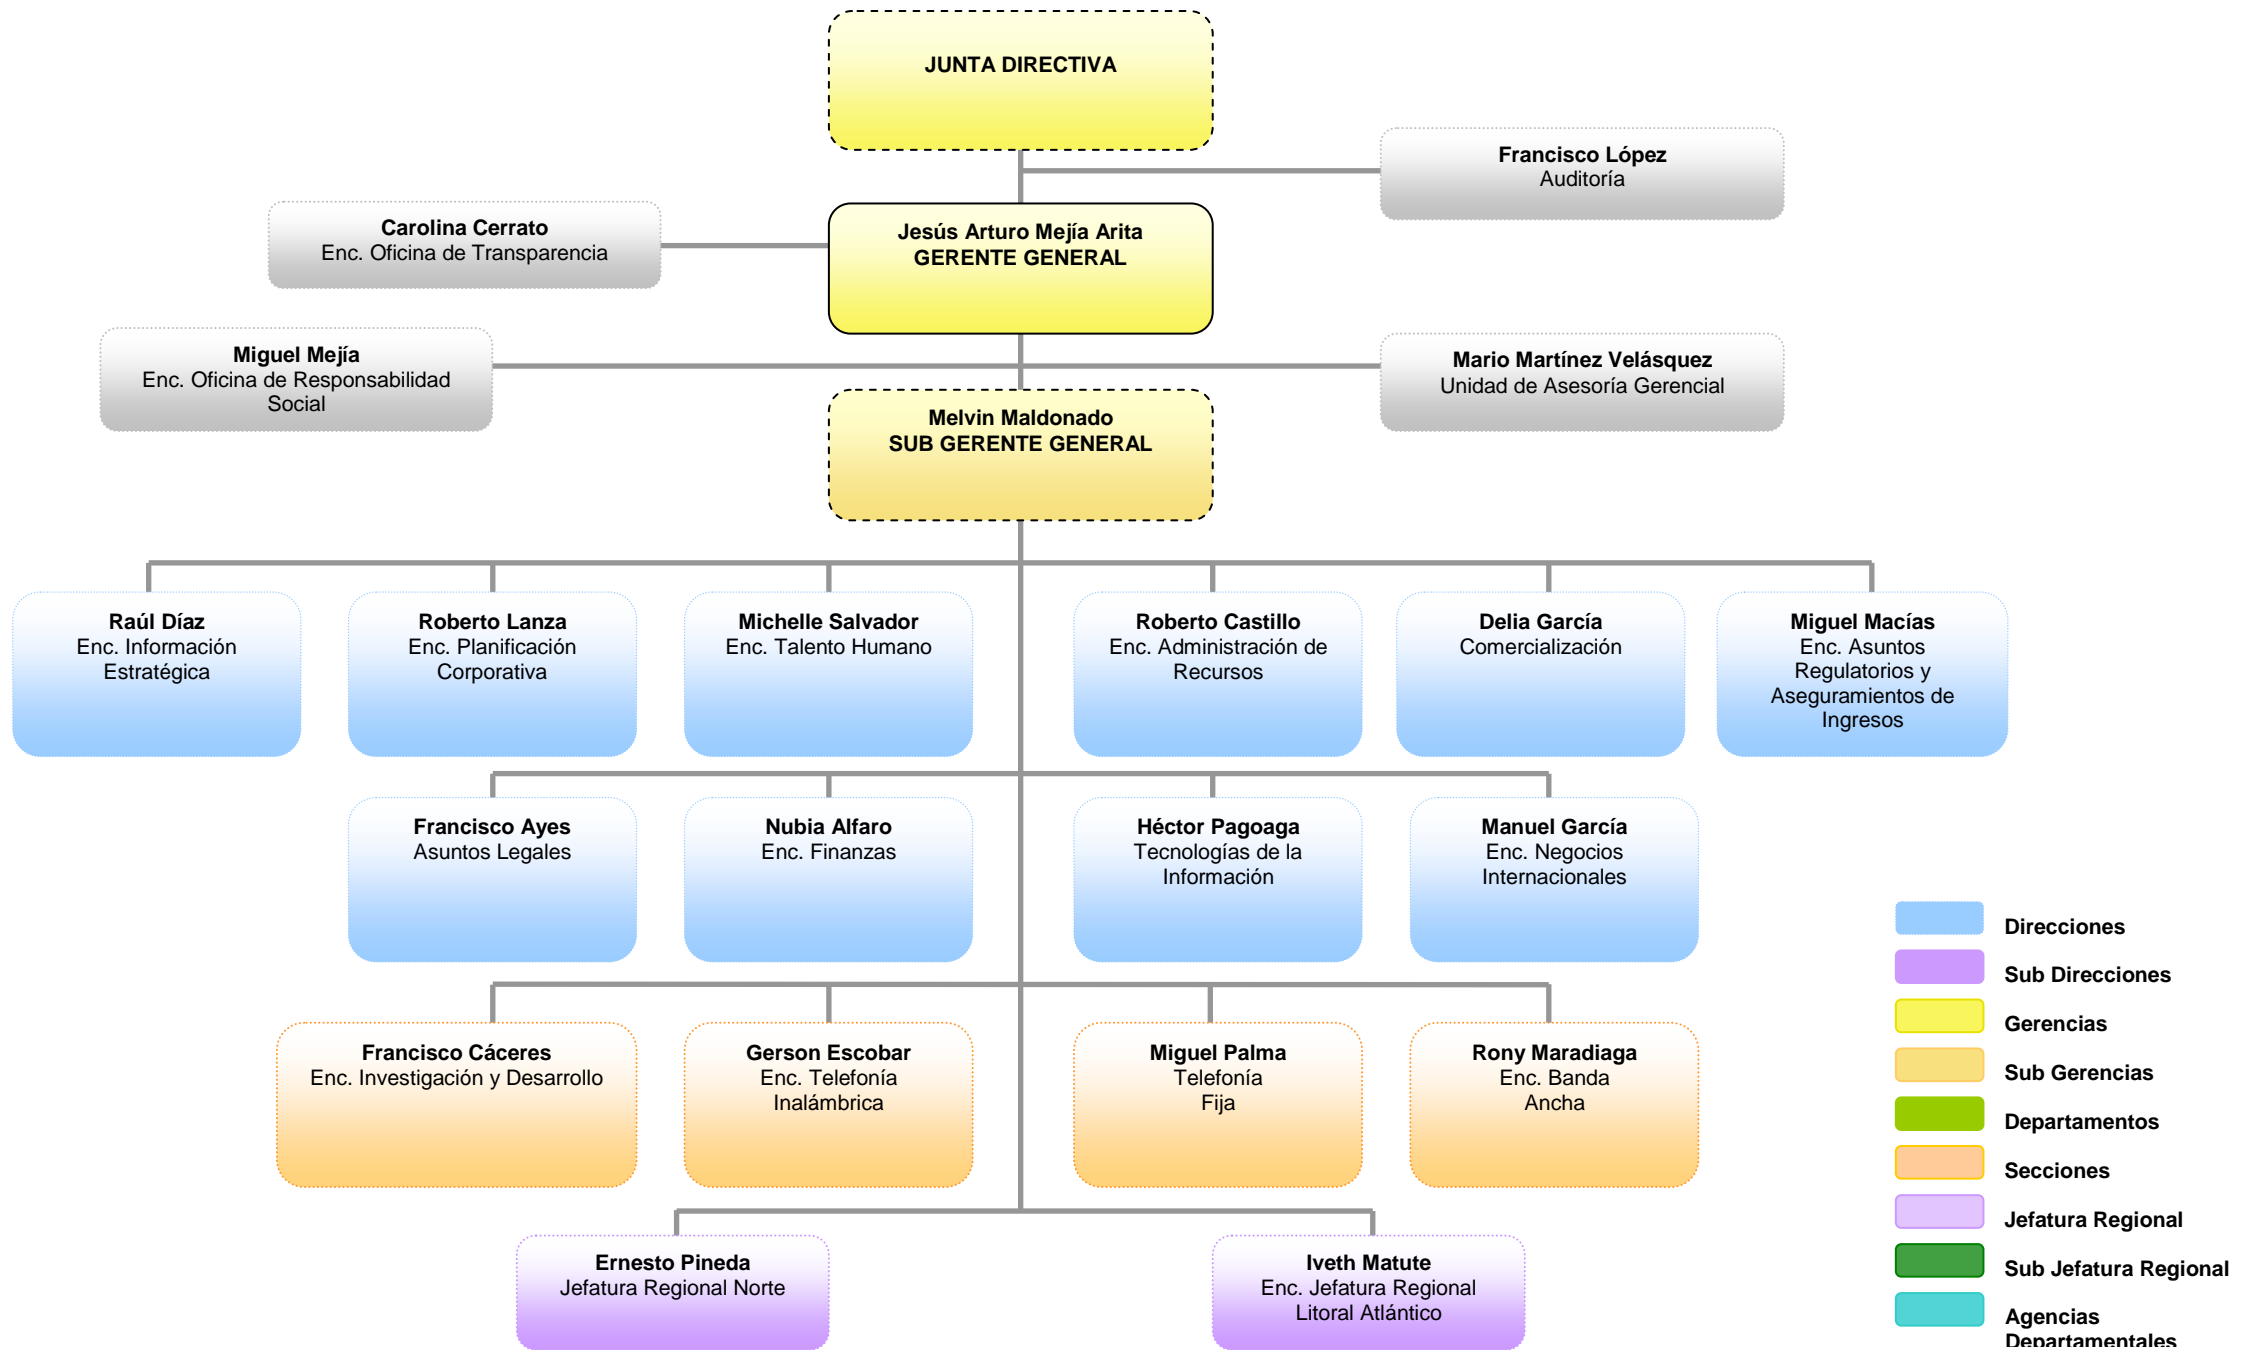 JUNTA DIRECTIVA
Francisco López
Auditoría
Carolina Cerrato
Enc. Oficina de Transparencia
Jesús Arturo Mejía Arita
GERENTE GENERAL
Miguel Mejía
Enc. Oficina de Responsabilidad
Social
Mario Martínez Velásquez
Unidad de Asesoría Gerencial
Melvin Maldonado
SUB GERENTE GENERAL
Raúl Díaz
Enc. Información
Estratégica
Roberto Lanza
Enc. Planificación
Corporativa
Michelle Salvador
Enc. Talento Humano
Roberto Castillo
Enc. Administración de
Recursos
Delia García
Comercialización
Miguel Macías
Enc. Asuntos
Regulatorios y
Aseguramientos de
Ingresos
Francisco Ayes
Asuntos Legales
Nubia Alfaro
Enc. Finanzas
Héctor Pagoaga
Tecnologías de la
Información
Manuel García
Enc. Negocios
Internacionales
Francisco Cáceres
Enc. Investigación y Desarrollo
Gerson Escobar
Enc. Telefonía
Inalámbrica
Miguel Palma
Telefonía
Fija
Rony Maradiaga
Enc. Banda
Ancha
Ernesto Pineda
Jefatura Regional Norte
Iveth Matute
Enc. Jefatura Regional
Litoral Atlántico
Direcciones
Sub Direcciones
Gerencias
Sub Gerencias
Departamentos
Secciones
Jefatura Regional
Sub Jefatura Regional
Agencias
Departamentales